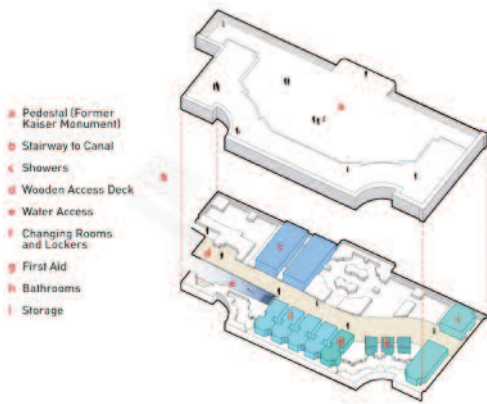 a Pedestal (Former
Kaiser Monument)
b Stairway to Canal
c Showers
d Wooden Access Deck
e Water Access
f Changing Rooms
and Lockers
g First Aid
h Bathrooms
i Storage